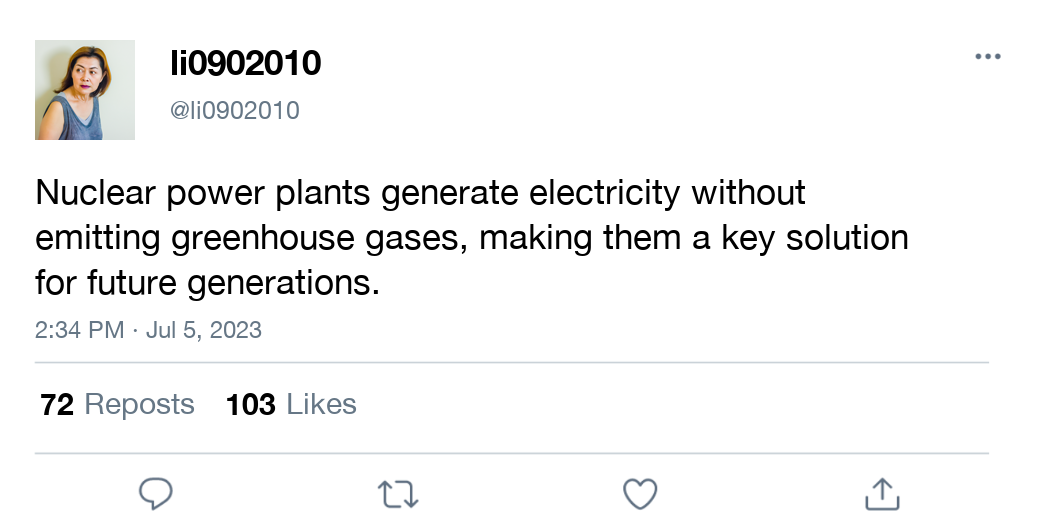 li0902010
@li0902010
Nuclear power plants generate electricity without
emitting greenhouse gases, making them a key solution
for future generations.
2:34 PM · Jul 5, 2023
72 Reposts 103 Likes